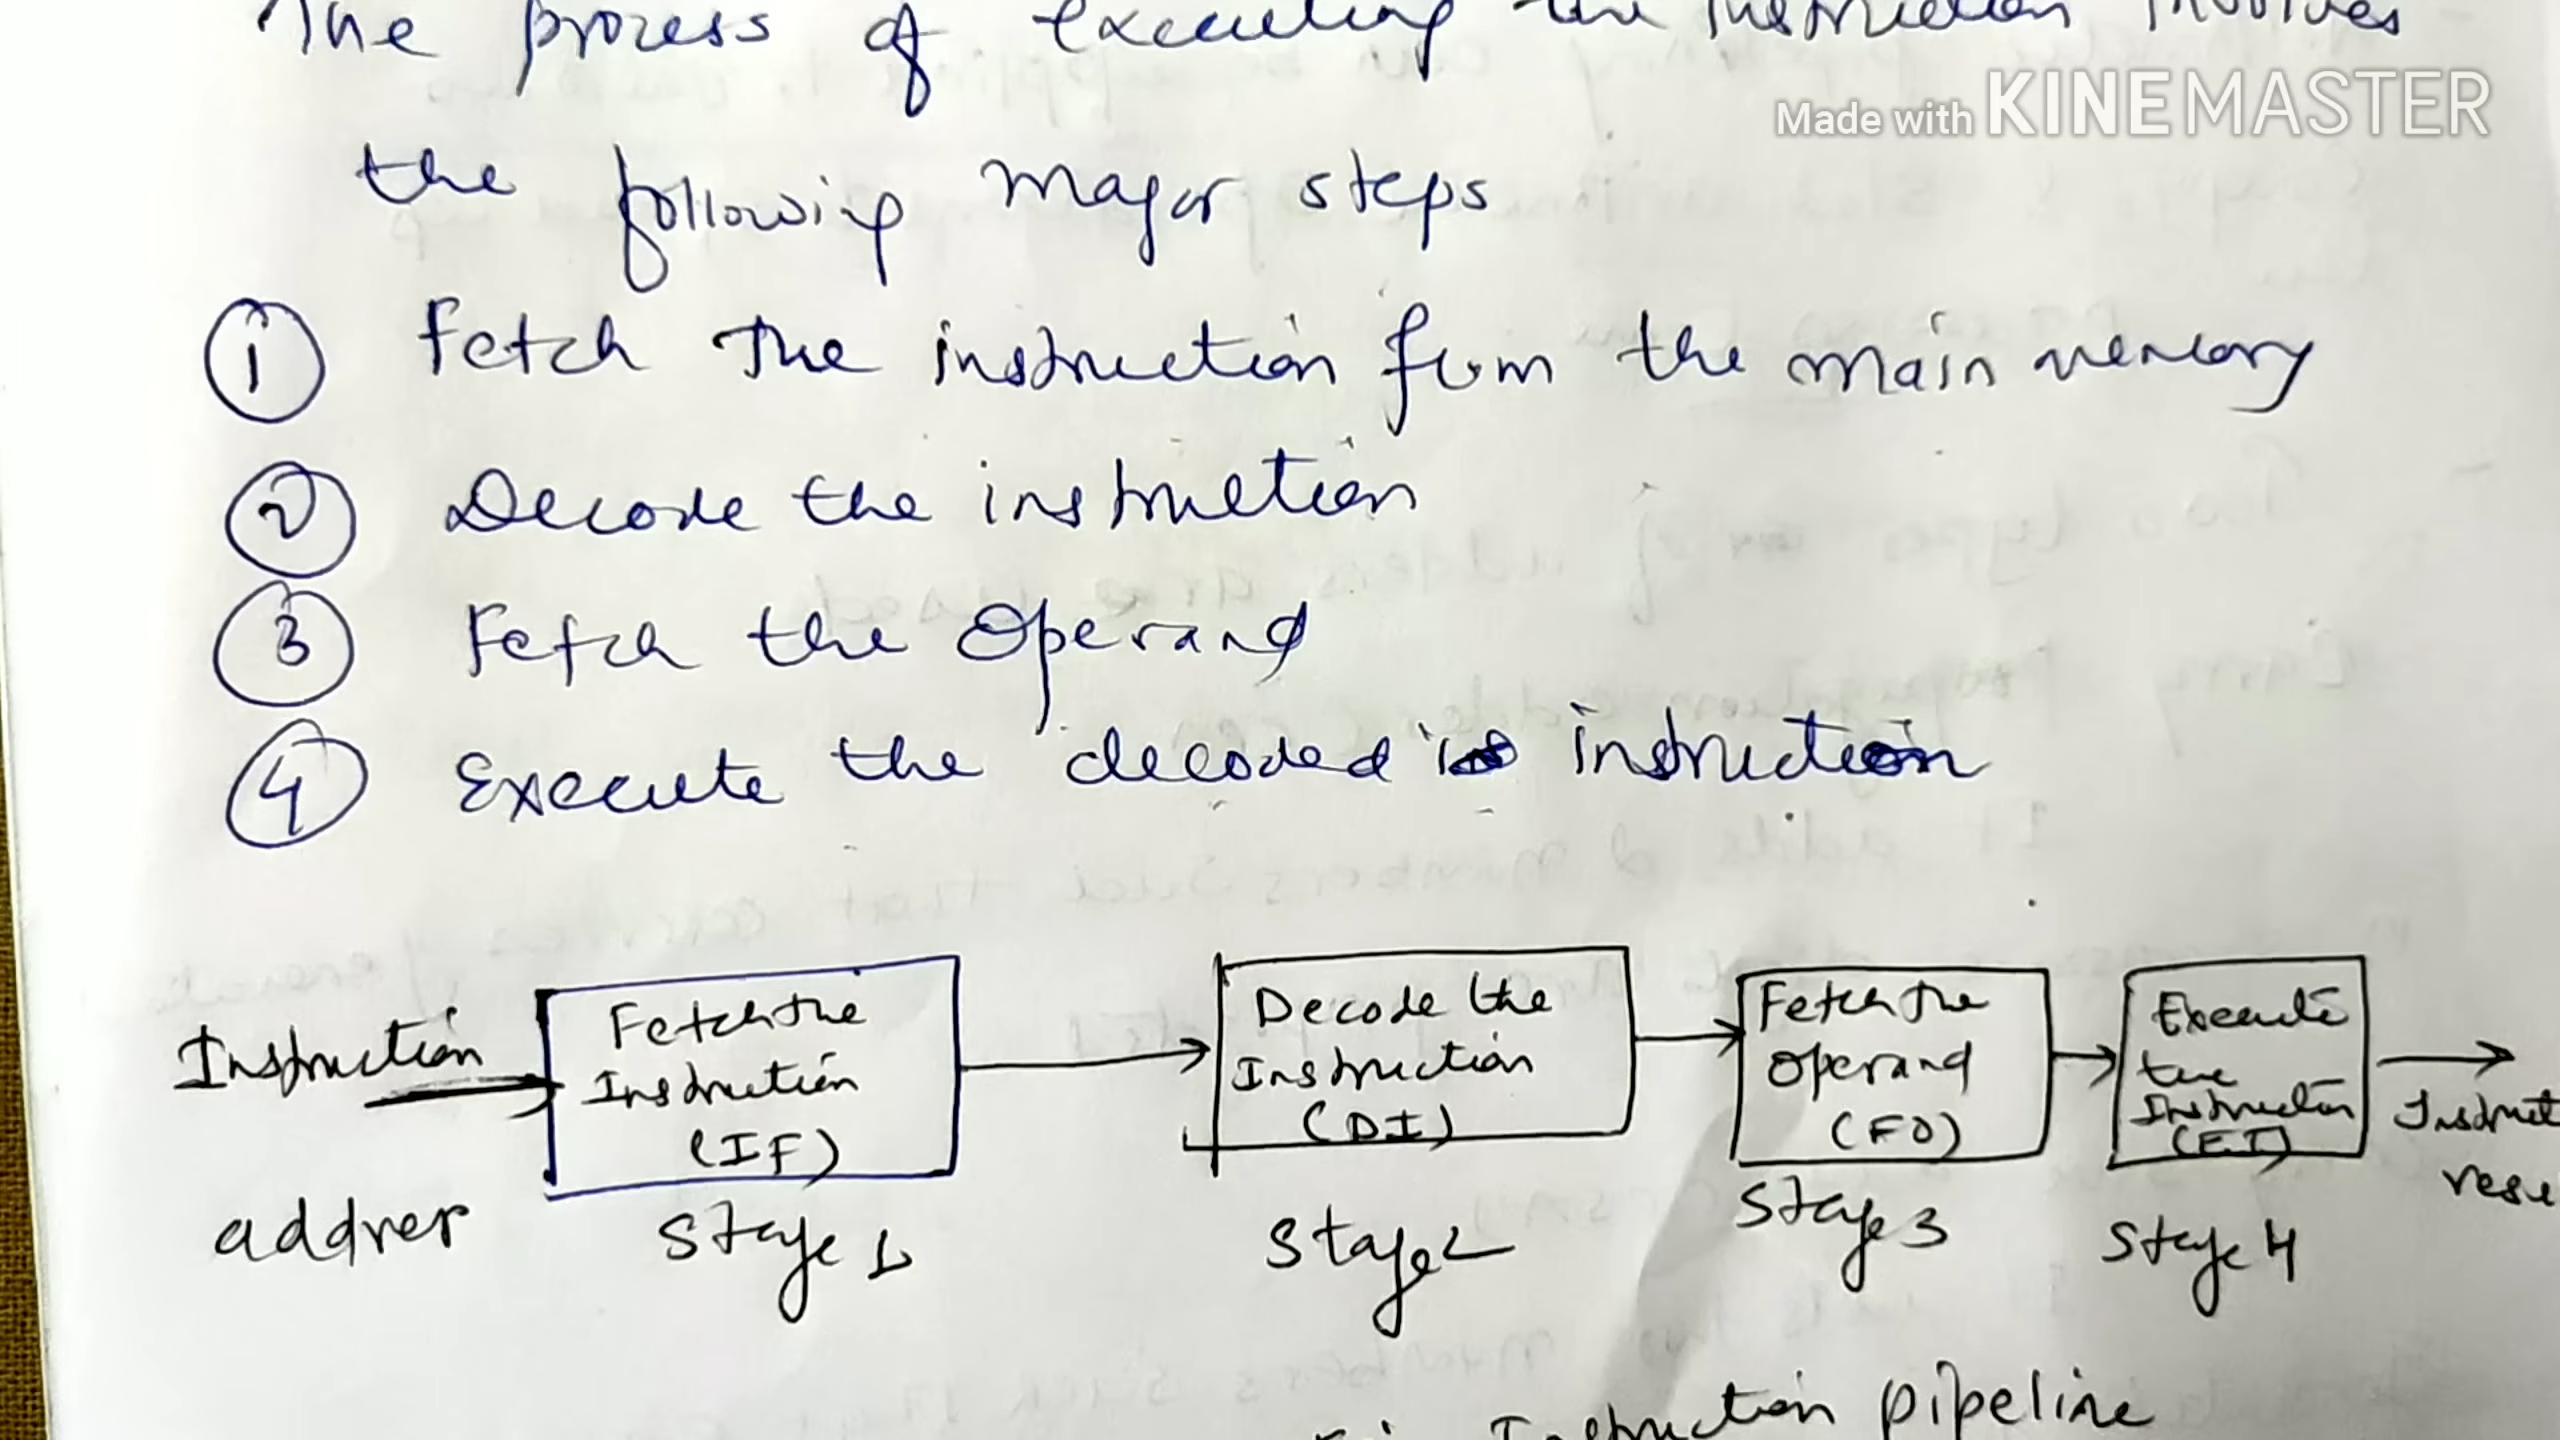 The process of executing the instruction involves
Made with KINEMASTER
the following major steps
1 Fetch the instruction from the main memory
2 Decode the instruction
3 Fetch the operand
4 Execute the decoded instruction
Instruction
address
Fetch the
Instruction
(IF)
Stage 1
Decode the
Instruction
(DI)
Stage 2
Fetch the
Operand
(FO)
Stage 3
Execute
the
Instruction
(EI)
Stage 4
Instruct
resu
Instruction pipeline